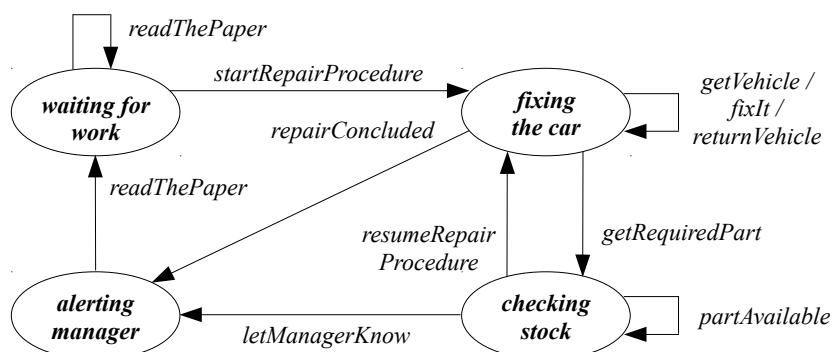 readThePaper
startRepairProcedure
waiting for
work
fixing
the car
getVehicle /
fixIt /
returnVehicle
repairConcluded
readThePaper
resumeRepair
Procedure
getRequiredPart
alerting
manager
checking
stock
partAvailable
letManagerKnow